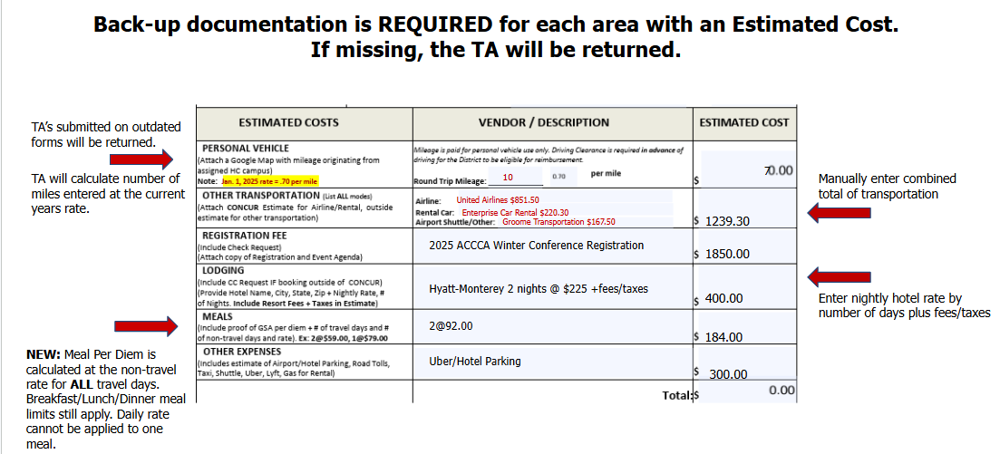 Back-up documentation is REQUIRED for each area with an Estimated Cost.
If missing, the TA will be returned.
TA's submitted on outdated
forms will be returned.
TA will calculate number of
miles entered at the current
years rate.
NEW: Meal Per Diem is
calculated at the non-travel
rate for ALL travel days.
Breakfast/Lunch/Dinner meal
limits still apply. Daily rate
cannot be applied to one
meal.
ESTIMATED COSTS
VENDOR / DESCRIPTION
ESTIMATED COST
PERSONAL VEHICLE
(Attach a Google Map with mileage originating from
assigned HC campus)
Note: Jan. 1, 2025 rate = .70 per mile
Mileage is paid for personal vehicle use only. Driving Clearance is required in advance of
driving for the District to be eligible for reimbursement.
Round Trip Mileage: 10 0.70 per mile
$ 70.00
OTHER TRANSPORTATION (List ALL modes)
(Attach CONCUR Estimate for Airline/Rental, outside
estimate for other transportation)
Airline: United Airlines $851.50
Rental Car: Enterprise Car Rental $220.30
Airport Shuttle/Other: Groome Transportation $167.50
$ 1239.30
REGISTRATION FEE
(Include Check Request)
(Attach copy of Registration and Event Agenda)
2025 ACCCA Winter Conference Registration
$ 1850.00
LODGING
(Include CC Request IF booking outside of CONCUR)
(Provide Hotel Name, City, State, Zip + Nightly Rate, #
of Nights. Include Resort Fees + Taxes in Estimate)
Hyatt-Monterey 2 nights @ $225 +fees/taxes
$ 400.00
MEALS
(Include proof of GSA per diem + # of travel days and #
of non-travel days and rate). Ex: 2@$59.00, 1@$79.00
2@92.00
$ 184.00
OTHER EXPENSES
(Includes estimate of Airport/Hotel Parking, Road Tolls,
Taxi, Shuttle, Uber, Lyft, Gas for Rental)
Uber/Hotel Parking
$ 300.00
Total:$ 0.00
Manually enter combined
total of transportation
Enter nightly hotel rate by
number of days plus fees/taxes